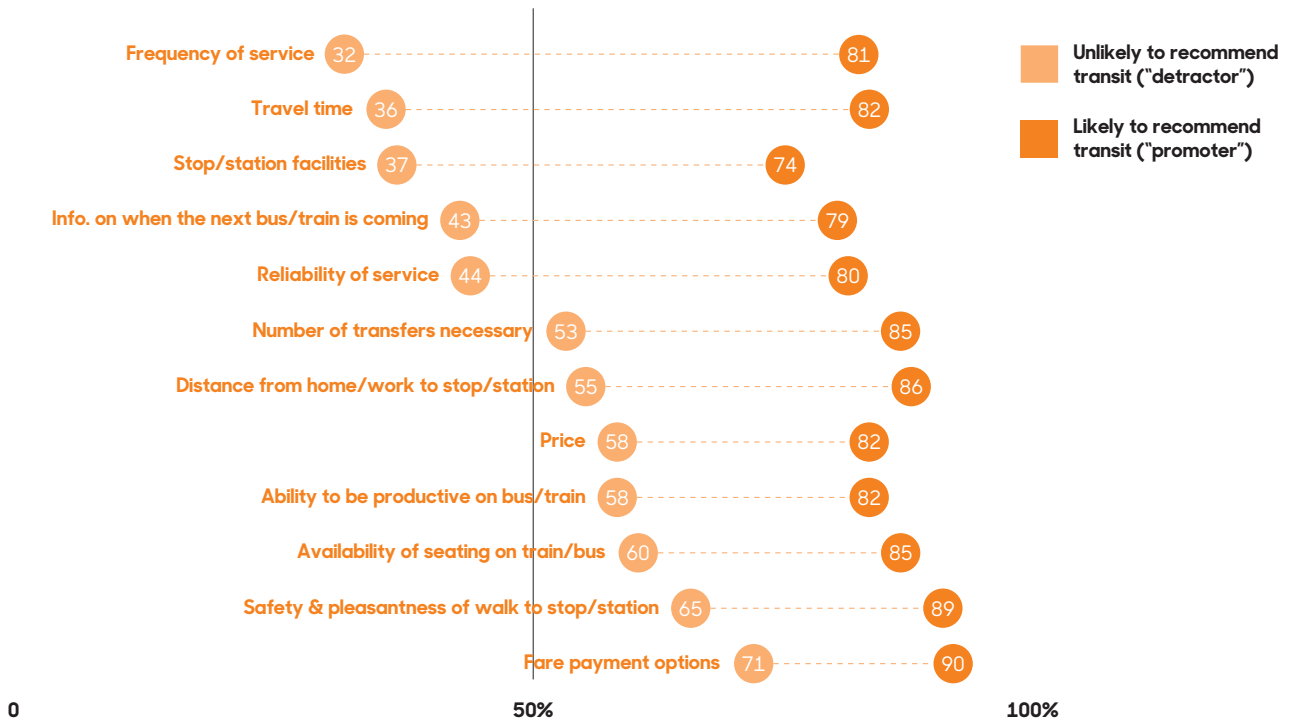 Frequency of service 32 81
Travel time 36 82
Stop/station facilities 37 74
Info. on when the next bus/train is coming 43 79
Reliability of service 44 80
Number of transfers necessary 53 85
Distance from home/work to stop/station 55 86
Price 58 82
Ability to be productive on bus/train 58 82
Availability of seating on train/bus 60 85
Safety & pleasantness of walk to stop/station 65 89
Fare payment options 71 90
0 50% 100%
Unlikely to recommend
transit (“detractor”)
Likely to recommend
transit (“promoter”)